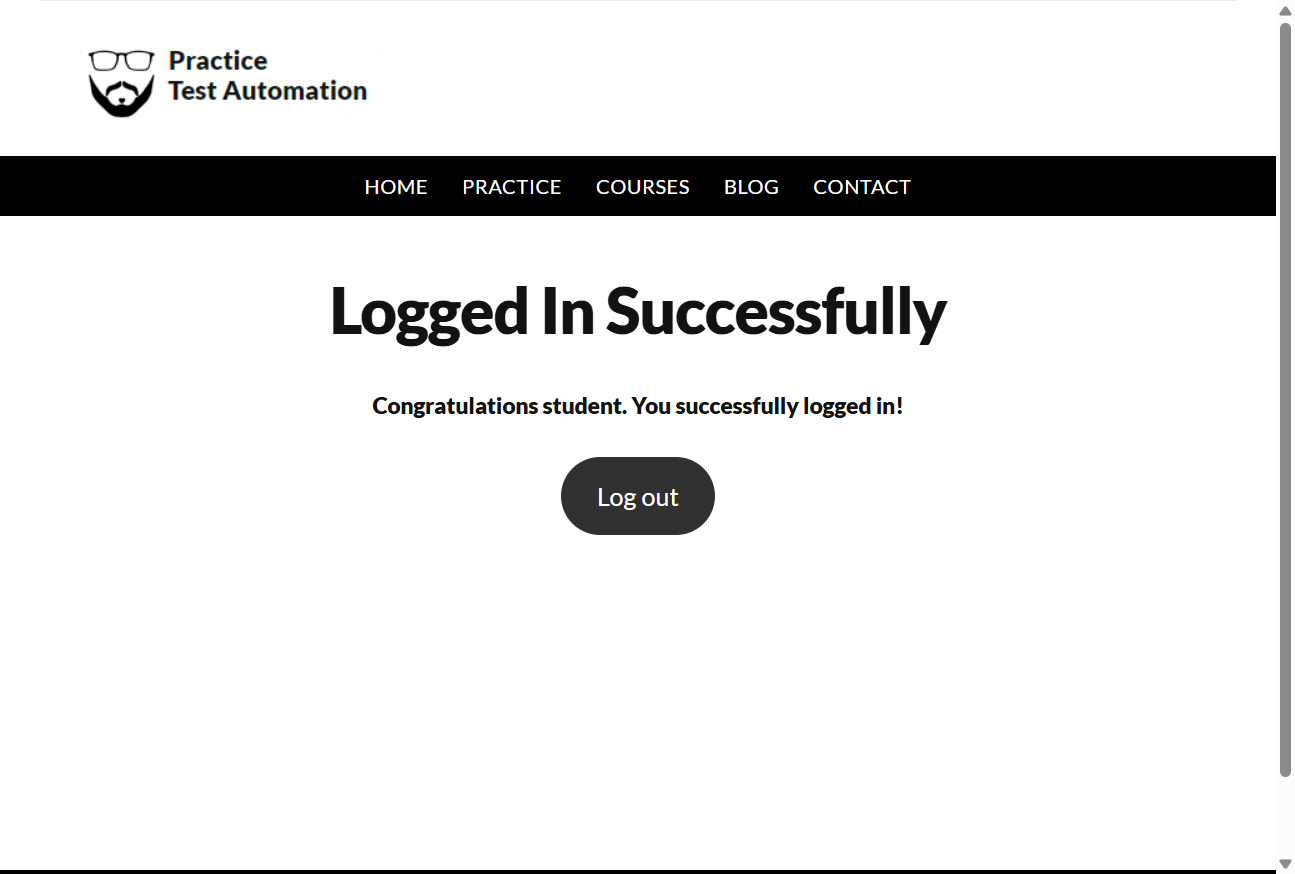 Practice
Test Automation
HOME PRACTICE COURSES BLOG CONTACT
Logged In Successfully
Congratulations student. You successfully logged in!
Log out